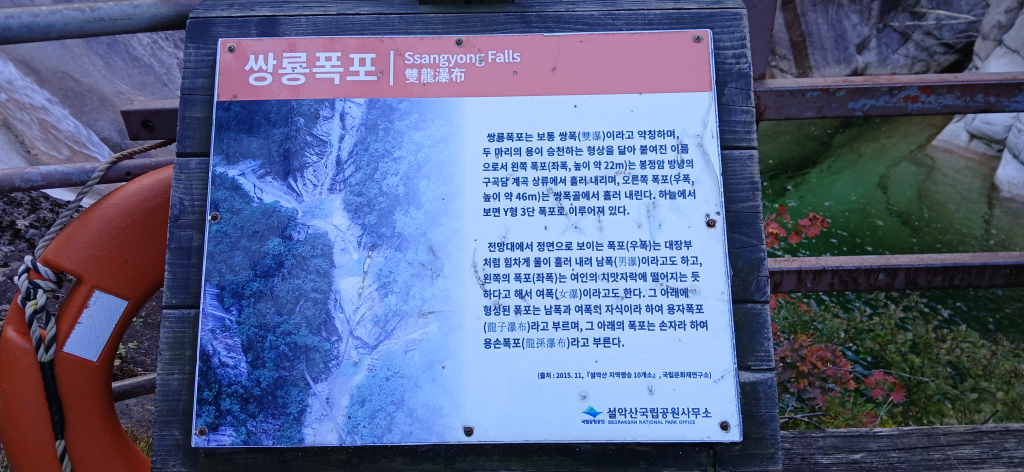 쌍룡폭포
Ssangyong Falls
雙龍瀑布
쌍룡폭포는 보통 쌍폭(雙瀑)이라고 약칭하며,
두 마리의 용이 승천하는 형상을 닮아 붙여진 이름
으로서 왼쪽 폭포(좌폭, 높이 약 22m)는 봉정암 방냥의
구곡담 계곡 상류에서 흘러 내리며, 오른쪽 폭포(우폭,
높이 약 46m)는 쌍폭골에서 흘러 내린다. 하늘에서
보면 Y형 3단 폭포로 이루어져 있다.
전망대에서 정면으로 보이는 폭포(우폭)는 대장부
처럼 힘차게 물이 흘러 내려 남폭(男瀑)이라고도 하고,
왼쪽의 폭포(좌폭)는 여인의 치맛자락에 떨어지는 듯
하다고 해서 여폭(女瀑)이라고도 한다. 그 아래에
형성된 폭포는 남폭과 여폭의 자식이라 하여 용자폭포
(龍子瀑布)라고 부르며, 그 아래의 폭포는 손자라 하여
용손폭포(龍孫瀑布)라고 부른다.
(출처 : 2015. 11, 『설악산 지역명승 10개소』, 국립문화재연구소)
국립공원공단
설악산국립공원사무소
SEORAKSAN NATIONAL PARK OFFICE